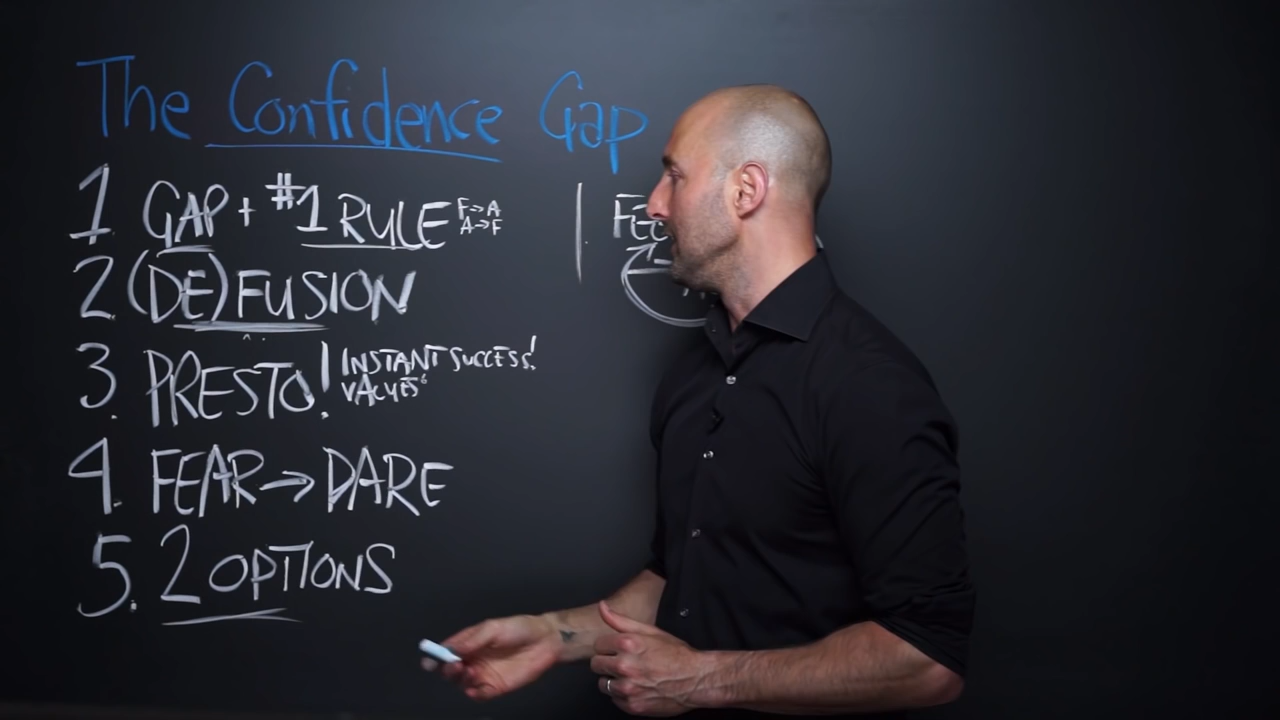 The Confidence Gap
1 GAP + #1 RULE F→A
A→F
2 (DE)FUSION
3. PRESTO! INSTANT SUCCESS!
VALUES
4. FEAR → DARE
5. 2 OPTIONS